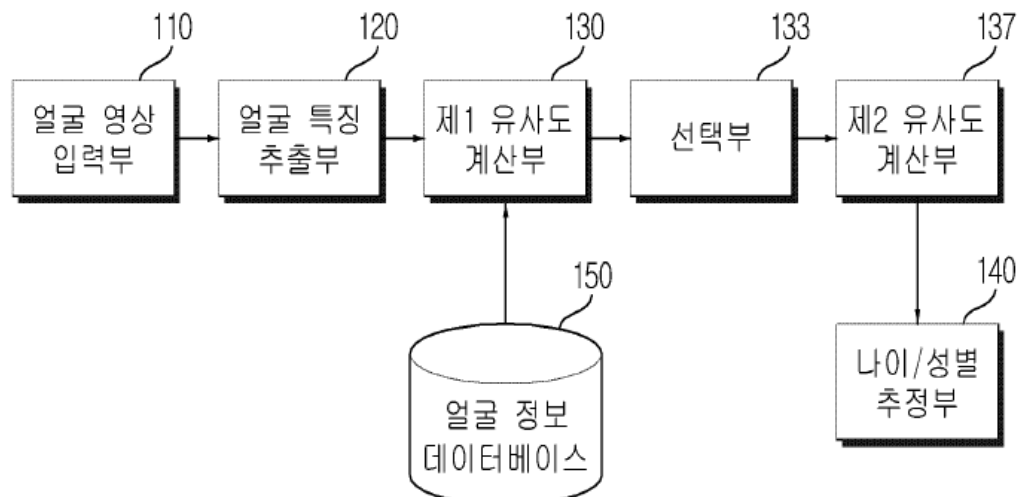 110
얼굴 영상
입력부
120
얼굴 특징
추출부
130
제1 유사도
계산부
133
선택부
137
제2 유사도
계산부
150
얼굴 정보
데이터베이스
140
나이/성별
추정부